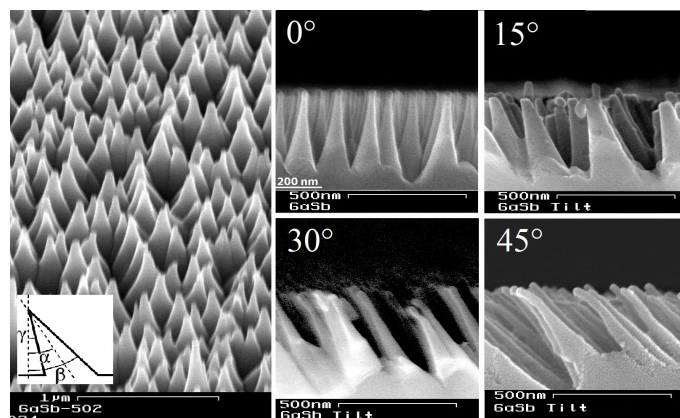 γ α
β
1μm
GaSb-502
0°
200 nm
500nm
GaSb
15°
500nm
GaSb Tilt
30°
500nm
GaSb Tilt
45°
500nm
GaSb Tilt